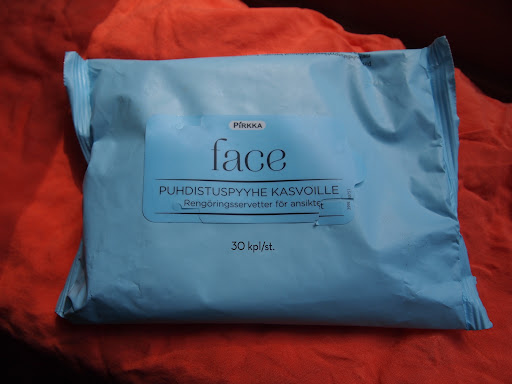 PIRKKA
face
PUHDISTUSPYYHE KASVOILLE
Rengöringsservetter för ansiktet
30 kpl/st.